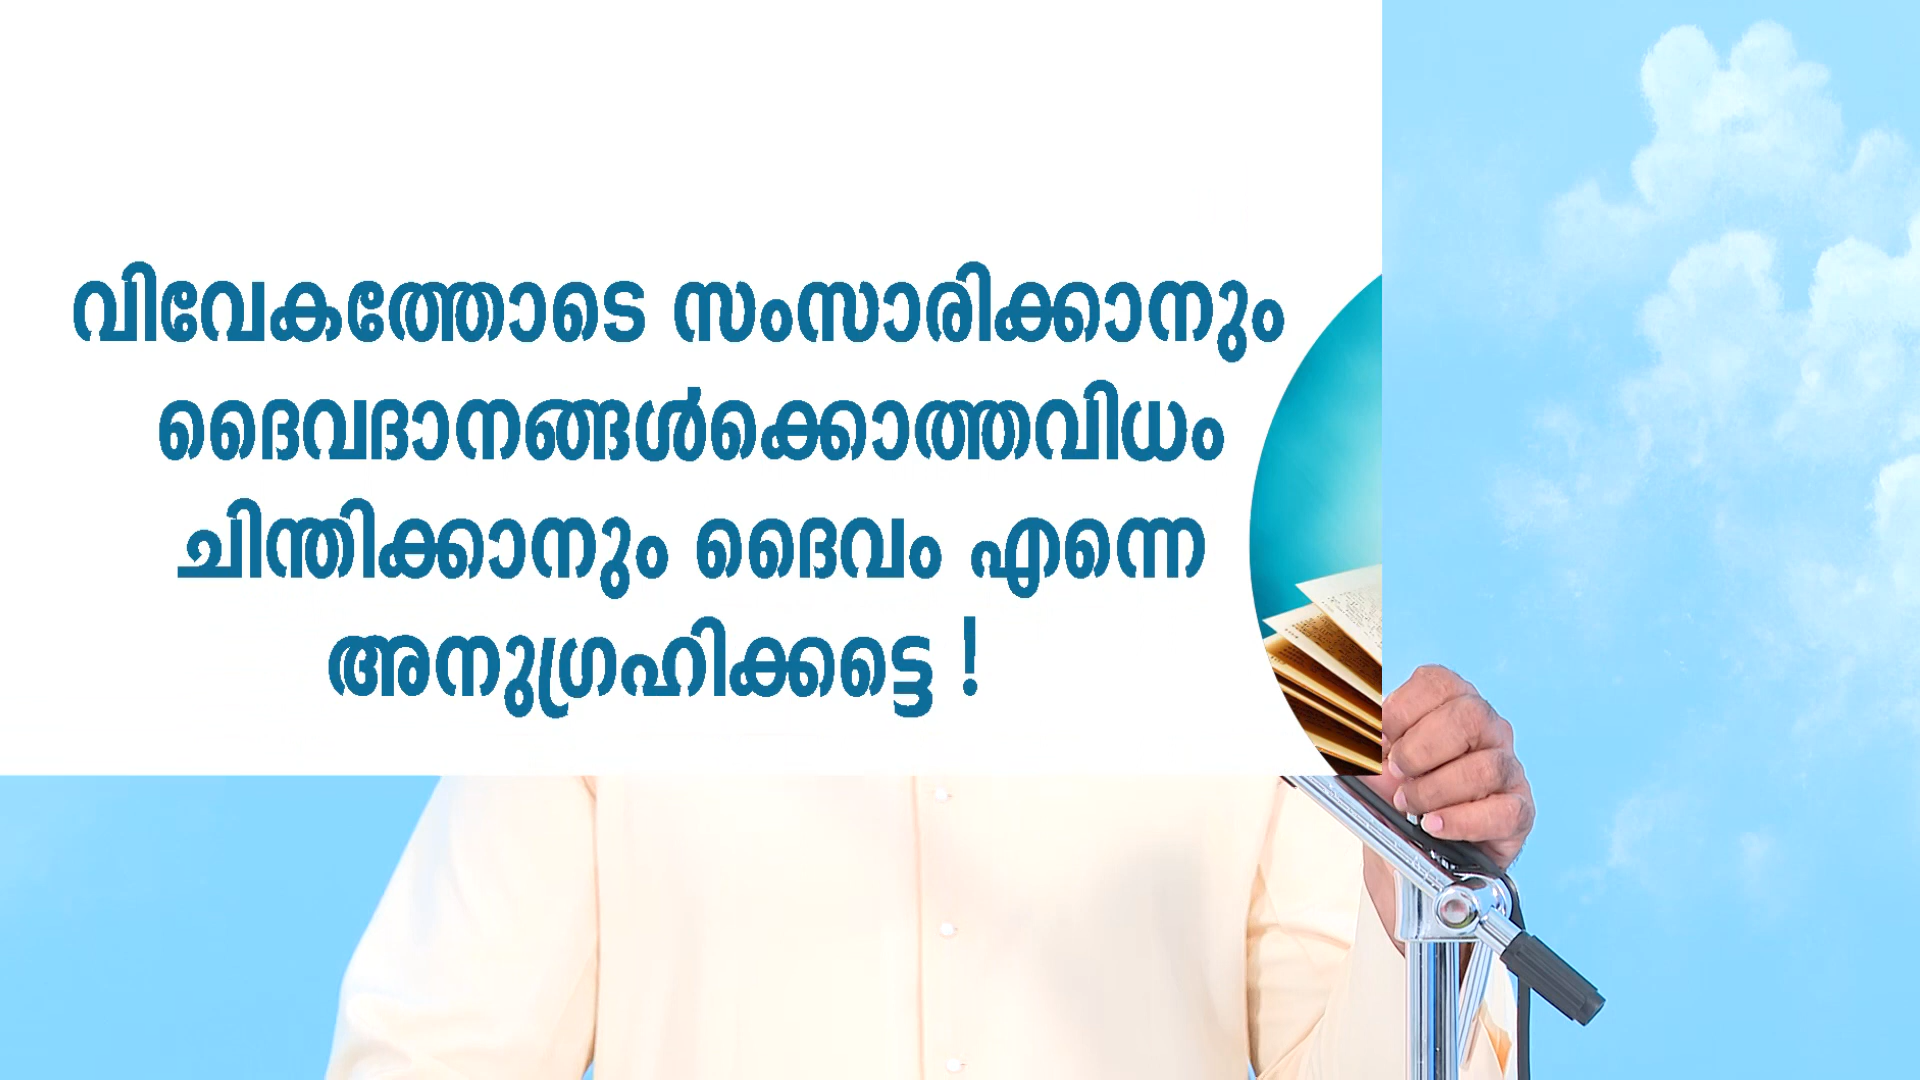 വിവേകത്തോടെ സംസാരിക്കാനും
ദൈവദാനങ്ങൾക്കൊത്തവിധം
ചിന്തിക്കാനും ദൈവം എന്നെ
അനുഗ്രഹിക്കട്ടെ !